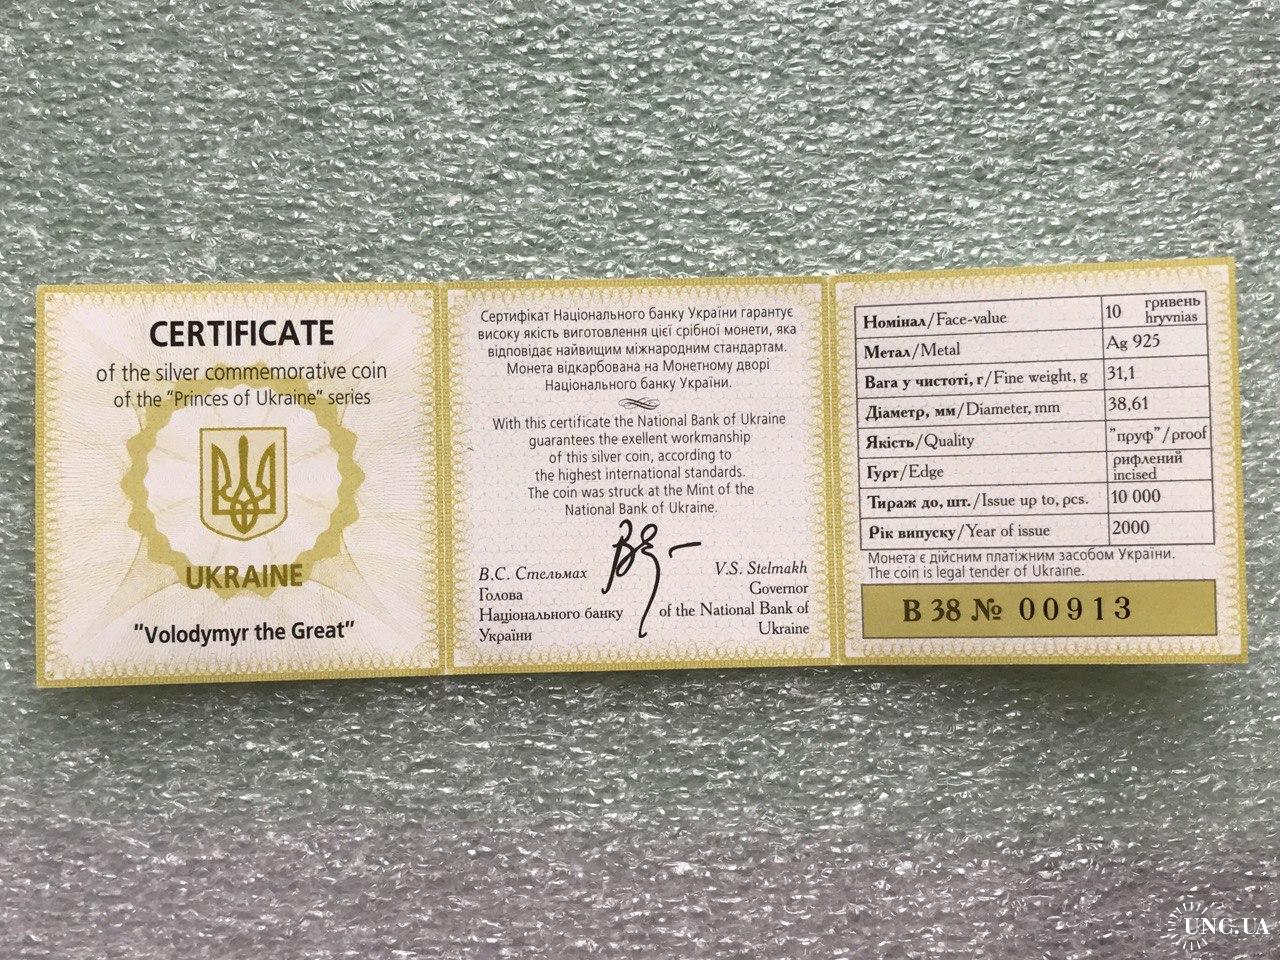 CERTIFICATE
of the silver commemorative coin
of the "Princes of Ukraine" series
UKRAINE
"Volodymyr the Great"
Сертифікат Національного банку України гарантує
високу якість виготовлення цієї срібної монети, яка
відповідає найвищим міжнародним стандартам.
Монета відкарбована на Монетному дворі
Національного банку України.
With this certificate the National Bank of Ukraine
guarantees the exellent workmanship
of this silver coin, according to
the highest international standards.
The coin was struck at the Mint of the
National Bank of Ukraine.
В.С. Стельмах
Голова
Національного банку
України
V.S. Stelmakh
Governor
of the National Bank of
Ukraine
Номінал/Face-value 10 гривень hryvnias
Метал/Metal Ag 925
Вага у чистоті, г/Fine weight, g 31,1
Діаметр, мм/Diameter, mm 38,61
Якість/Quality "пруф"/proof
Гурт/Edge рифлений incised
Тираж до, шт./Issue up to, pcs. 10 000
Рік випуску/Year of issue 2000
Монета є дійсним платіжним засобом України.
The coin is legal tender of Ukraine.
В 38 № 00913
UNC.UA